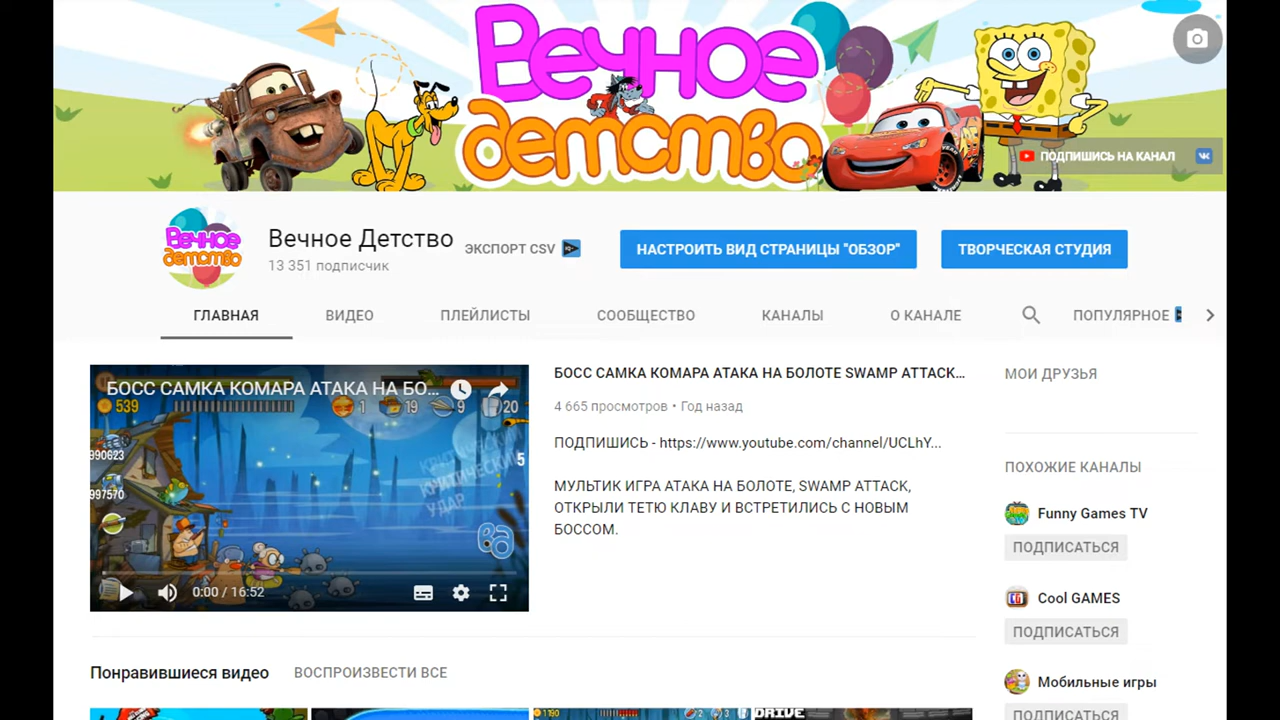 Вечное
детство
ПОДПИШИСЬ НА КАНАЛ
Вечное
детство
Вечное Детство
ЭКСПОРТ CSV
НАСТРОИТЬ ВИД СТРАНИЦЫ "ОБЗОР"
ТВОРЧЕСКАЯ СТУДИЯ
13 351 подписчик
ГЛАВНАЯ
ВИДЕО
ПЛЕЙЛИСТЫ
СООБЩЕСТВО
КАНАЛЫ
О КАНАЛЕ
ПОПУЛЯРНОЕ
БОСС САМКА КОМАРА АТАКА НА БО...
539
1
19
9
20
990623
997570
5
КРИТИЧЕСКИЙ
УДАР
0:00 / 16:52
БОСС САМКА КОМАРА АТАКА НА БОЛОТЕ SWAMP ATTACK...
4 665 просмотров • Год назад
ПОДПИШИСЬ - https://www.youtube.com/channel/UCLhY...
МУЛЬТИК ИГРА АТАКА НА БОЛОТЕ, SWAMP ATTACK,
ОТКРЫЛИ ТЕТЮ КЛАВУ И ВСТРЕТИЛИСЬ С НОВЫМ
БОССОМ.
МОИ ДРУЗЬЯ
ПОХОЖИЕ КАНАЛЫ
Funny Games TV
ПОДПИСАТЬСЯ
Cool GAMES
ПОДПИСАТЬСЯ
Мобильные игры
ПОДПИСАТЬСЯ
Понравившиеся видео
ВОСПРОИЗВЕСТИ ВСЕ
1190
DRIVE